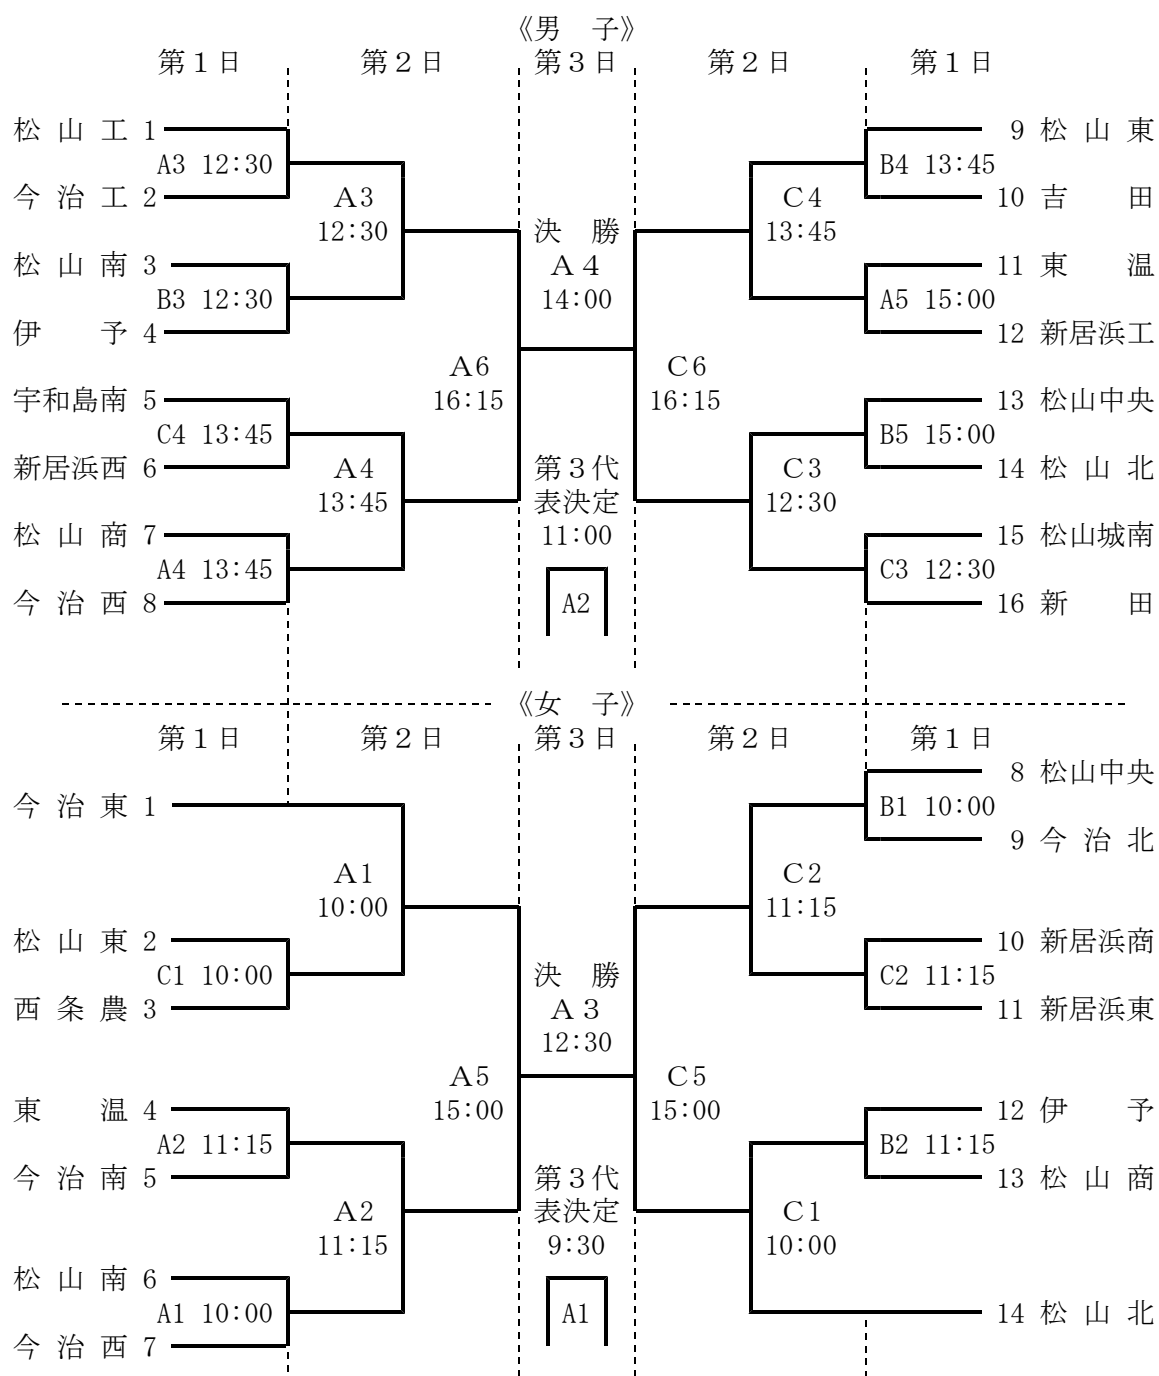 《男　子》
第１日 第２日 第３日 第２日 第１日
松 山 工 1 9 松 山 東
A3 12:30 B4 13:45
今 治 工 2 A3 C4 10 吉　　田
12:30 決　勝 13:45
松 山 南 3 A４ 11 東　　温
B3 12:30 14:00 A5 15:00
伊　　予 4 12 新居浜工
A6 C6
宇和島南 5 16:15 16:15 13 松山中央
C4 13:45 B5 15:00
新居浜西 6 A4 第３代 C3 14 松 山 北
13:45 表決定 12:30
松 山 商 7 11:00 15 松山城南
A4 13:45 C3 12:30
今 治 西 8 A2 16 新　　田
《女　子》
第１日 第２日 第３日 第２日 第１日
8 松山中央
今 治 東 1 B1 10:00
9 今 治 北
A1 C2
10:00 11:15
松 山 東 2 10 新居浜商
C1 10:00 決　勝 C2 11:15
西 条 農 3 A３ 11 新居浜東
12:30
A5 C5
東　　温 4 15:00 15:00 12 伊　　予
A2 11:15 B2 11:15
今 治 南 5 第３代 13 松 山 商
A2 表決定 C1
11:15 9:30 10:00
松 山 南 6
A1 10:00 A1 14 松 山 北
今 治 西 7